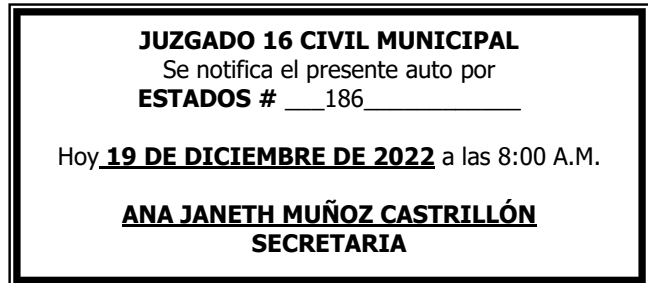 JUZGADO 16 CIVIL MUNICIPAL
Se notifica el presente auto por
ESTADOS # ___186____________
Hoy 19 DE DICIEMBRE DE 2022 a las 8:00 A.M.
ANA JANETH MUÑOZ CASTRILLÓN
SECRETARIA